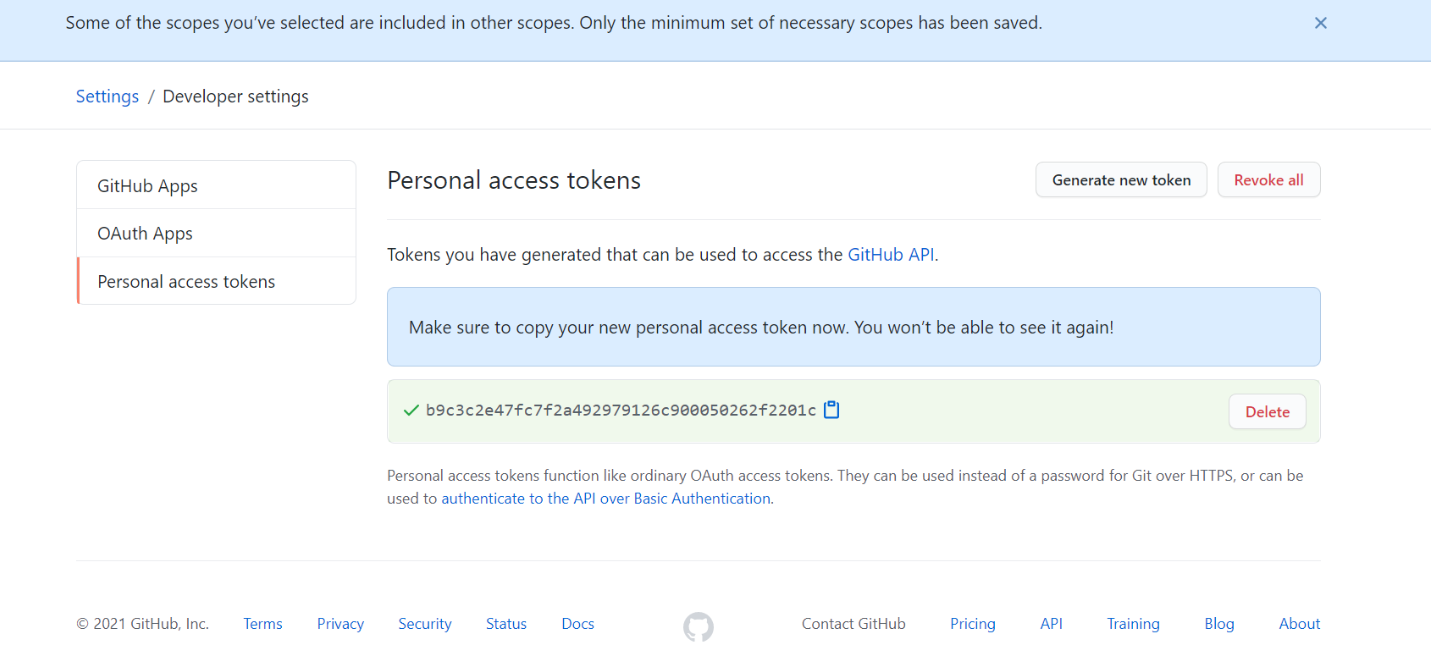 Some of the scopes you’ve selected are included in other scopes. Only the minimum set of necessary scopes has been saved.
Settings / Developer settings
GitHub Apps
OAuth Apps
Personal access tokens
Personal access tokens
Generate new token
Revoke all
Tokens you have generated that can be used to access the GitHub API.
Make sure to copy your new personal access token now. You won’t be able to see it again!
b9c3c2e47fc7f2a492979126c900050262f2201c
Delete
Personal access tokens function like ordinary OAuth access tokens. They can be used instead of a password for Git over HTTPS, or can be
used to authenticate to the API over Basic Authentication.
© 2021 GitHub, Inc. Terms Privacy Security Status Docs Contact GitHub Pricing API Training Blog About